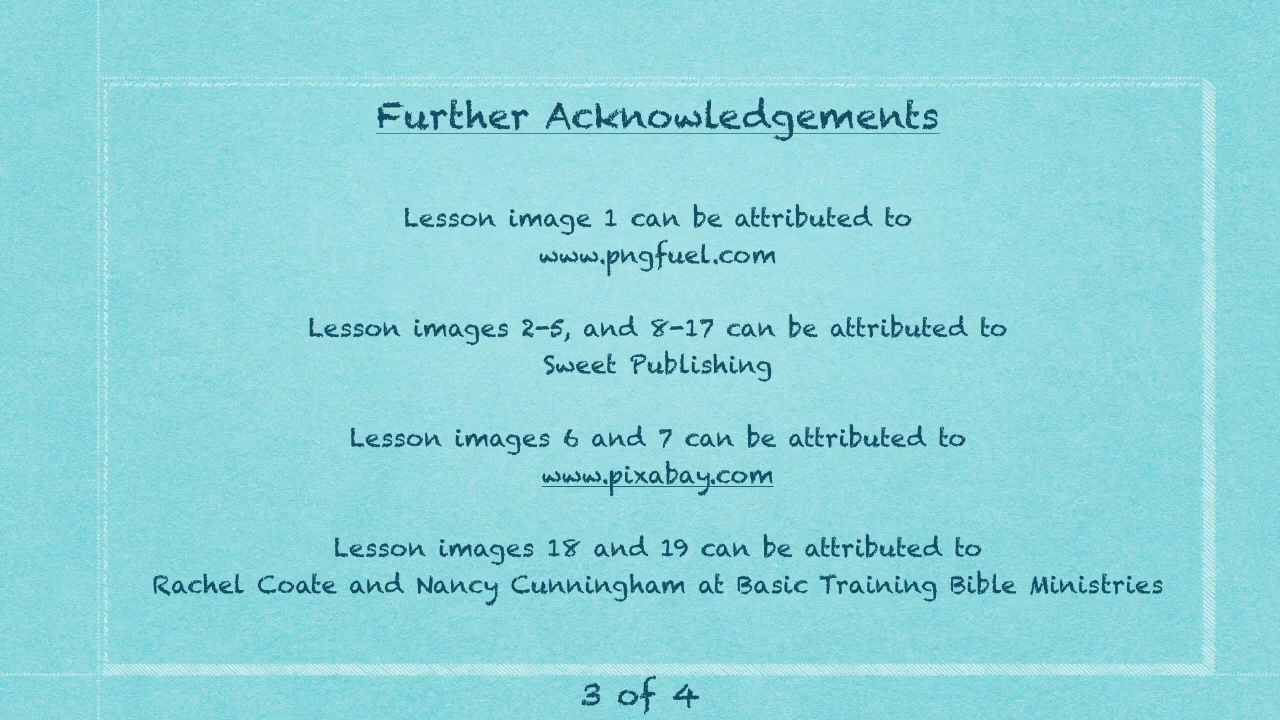 Further Acknowledgements
Lesson image 1 can be attributed to
www.pngfuel.com
Lesson images 2-5, and 8-17 can be attributed to
Sweet Publishing
Lesson images 6 and 7 can be attributed to
www.pixabay.com
Lesson images 18 and 19 can be attributed to
Rachel Coate and Nancy Cunningham at Basic Training Bible Ministries
3 of 4